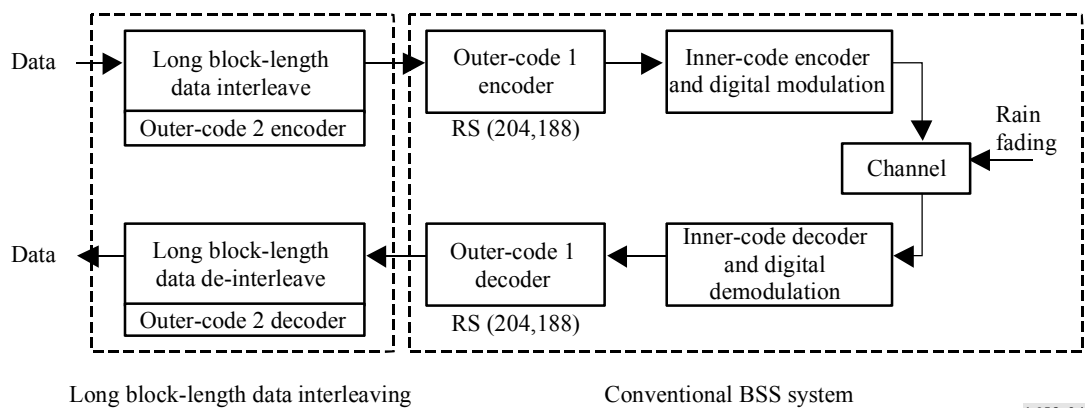 Data
Long block-length
data interleave
Outer-code 2 encoder
Outer-code 1
encoder
RS (204,188)
Inner-code encoder
and digital modulation
Rain
fading
Channel
Data
Long block-length
data de-interleave
Outer-code 2 decoder
Outer-code 1
decoder
RS (204,188)
Inner-code decoder
and digital
demodulation
Long block-length data interleaving
Conventional BSS system